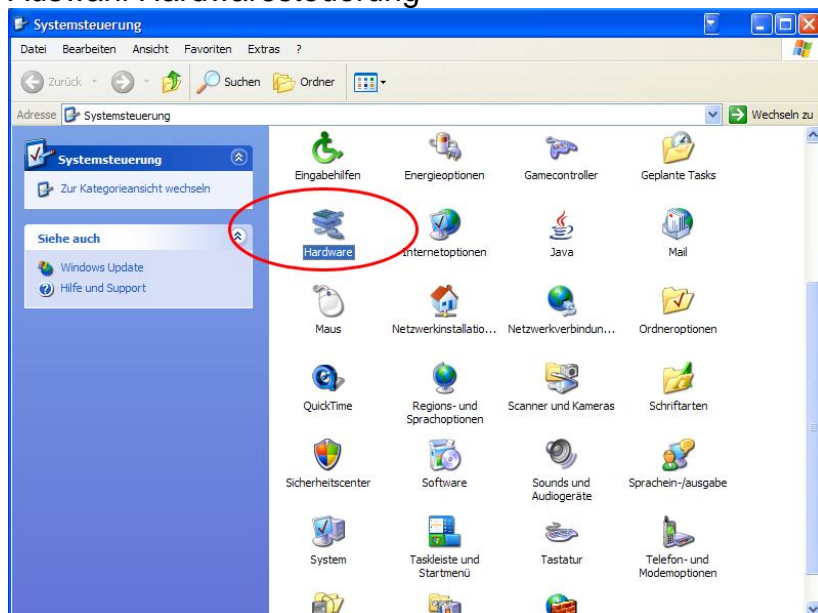 Auswahl Hardwaresteuerung
Systemsteuerung
Datei Bearbeiten Ansicht Favoriten Extras ?
Zurück Suchen Ordner
Adresse Systemsteuerung Wechseln zu
Systemsteuerung
Zur Kategorieansicht wechseln
Siehe auch
Windows Update
Hilfe und Support
Eingabehilfen Energieoptionen Gamecontroller Geplante Tasks
Hardware Internetoptionen Java Mail
Maus Netzwerkinstallatio... Netzwerkverbindun... Ordneroptionen
QuickTime Regions- und Scanner und Kameras Schriftarten
Sprachoptionen
Sicherheitscenter Software Sounds und Sprachein-/ausgabe
Audiogeräte
System Taskleiste und Tastatur Telefon- und
Startmenü Modemoptionen